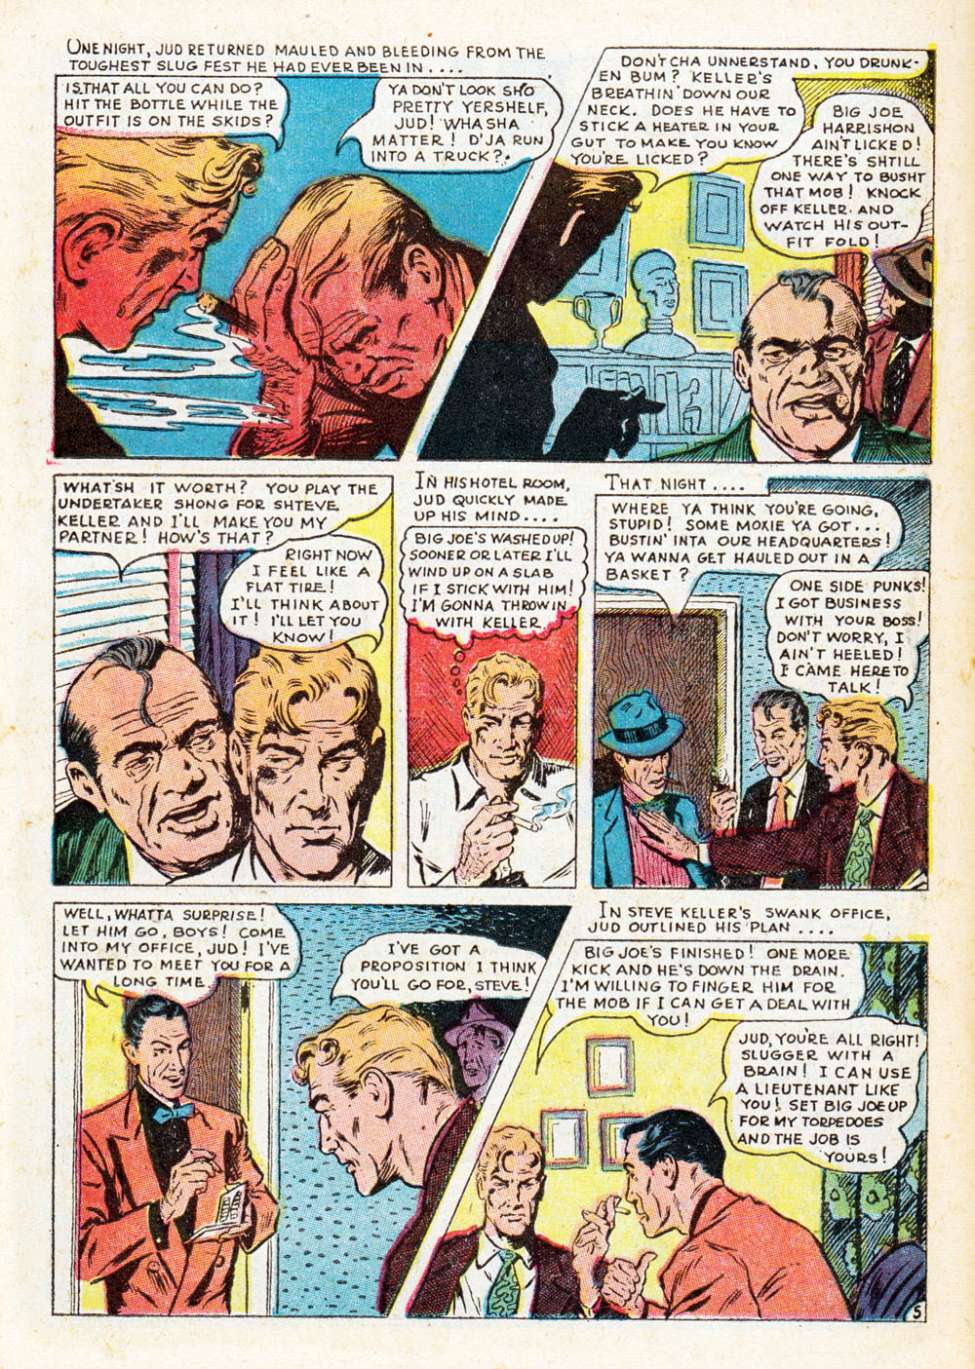 ONE NIGHT, JUD RETURNED MAULED AND BLEEDING FROM THE
TOUGHEST SLUG FEST HE HAD EVER BEEN IN ....
IS THAT ALL YOU CAN DO?
HIT THE BOTTLE WHILE THE
OUTFIT IS ON THE SKIDS?
YA DON'T LOOK SHO
PRETTY YERSHELF,
JUD! WHASHA
MATTER! D'JA RUN
INTO A TRUCK?
DON'TCHA UNNERSTAND, YOU DRUNK-
EN BUM? KELLER'S
BREATHIN' DOWN OUR
NECK. DOES HE HAVE TO
STICK A HEATER IN YOUR
GUT TO MAKE YOU KNOW
YOU'RE LICKED?
BIG JOE
HARRISHON
AIN'T LICKED!
THERE'S SHTILL
ONE WAY TO BUSHT
THAT MOB! KNOCK
OFF KELLER. AND
WATCH HIS OUT-
FIT FOLD!
WHAT'SH IT WORTH? YOU PLAY THE
UNDERTAKER SHONG FOR SHTEVE
KELLER AND I'LL MAKE YOU MY
PARTNER! HOW'S THAT?
RIGHT NOW
I FEEL LIKE A
FLAT TIRE!
I'LL THINK ABOUT
IT! I'LL LET YOU
KNOW!
IN HIS HOTEL ROOM,
JUD QUICKLY MADE
UP HIS MIND....
BIG JOE'S WASHED UP!
SOONER OR LATER I'LL
WIND UP ON A SLAB
IF I STICK WITH HIM!
I'M GONNA THROW IN
WITH KELLER.
THAT NIGHT ....
WHERE YA THINK YOU'RE GOING,
STUPID! SOME MOXIE YA GOT...
BUSTIN' INTA OUR HEADQUARTERS!
YA WANNA GET HAULED OUT IN A
BASKET?
ONE SIDE PUNKS!
I GOT BUSINESS
WITH YOUR BOSS!
DON'T WORRY, I
AIN'T HEELED!
I CAME HERE TO
TALK!
WELL, WHATTA SURPRISE!
LET HIM GO, BOYS! COME
INTO MY OFFICE, JUD! I'VE
WANTED TO MEET YOU FOR A
LONG TIME.
I'VE GOT A
PROPOSITION I THINK
YOU'LL GO FOR, STEVE!
IN STEVE KELLER'S SWANK OFFICE,
JUD OUTLINED HIS PLAN ....
BIG JOE'S FINISHED! ONE MORE
KICK AND HE'S DOWN THE DRAIN.
I'M WILLING TO FINGER HIM FOR
THE MOB IF I CAN GET A DEAL WITH
YOU!
JUD, YOU'RE ALL RIGHT!
SLUGGER WITH A
BRAIN! I CAN USE
A LIEUTENANT LIKE
YOU! SET BIG JOE UP
FOR MY TORPEDOES
AND THE JOB IS
YOURS!
5